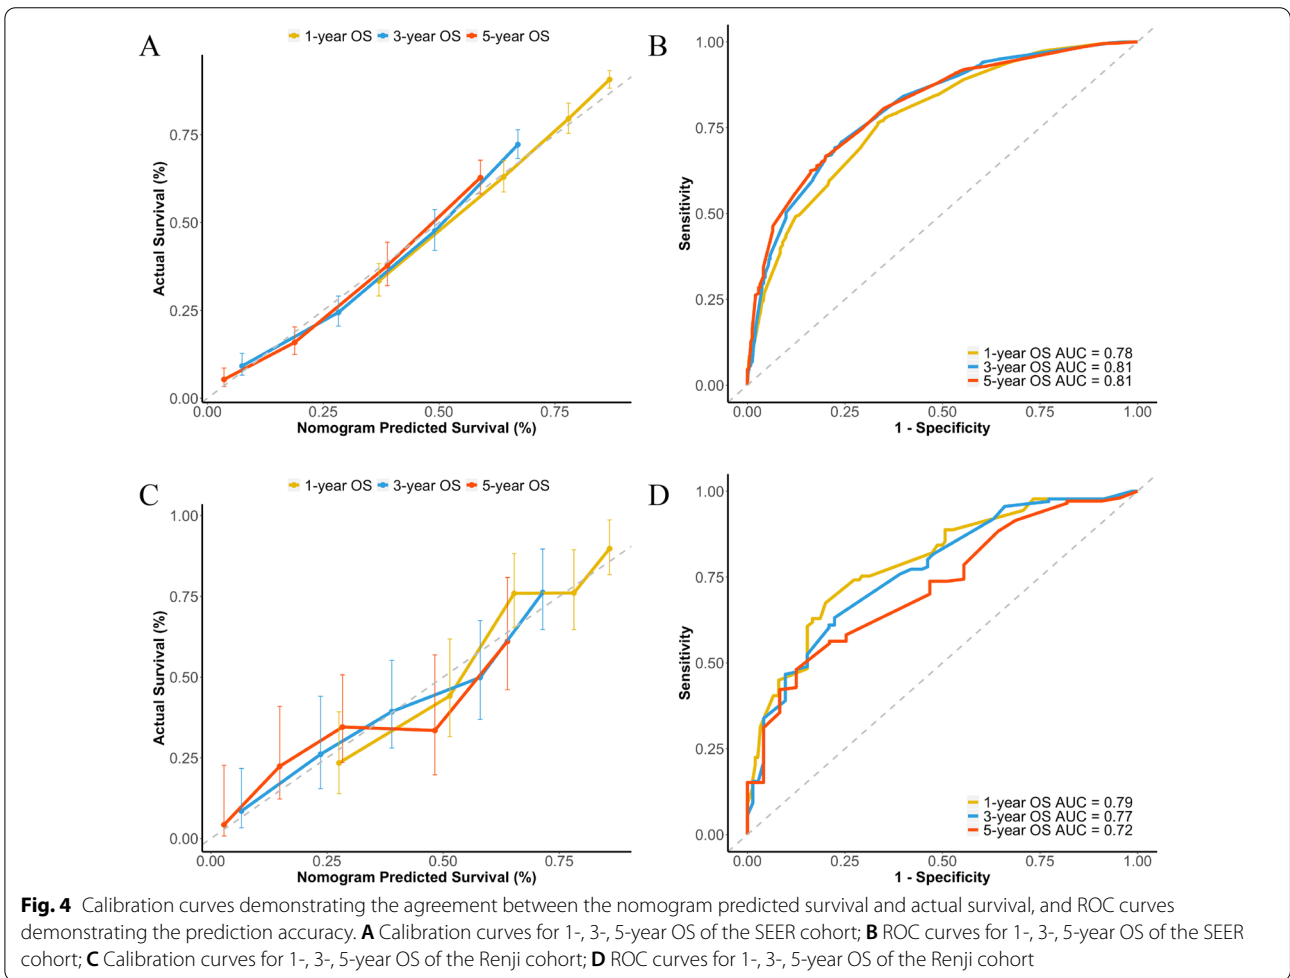 A
1-year OS 3-year OS 5-year OS
Actual Survival (%)
0.75
0.50
0.25
0.00
0.00 0.25 0.50 0.75
Nomogram Predicted Survival (%)
B
Sensitivity
1.00
0.75
0.50
0.25
0.00
1-year OS AUC = 0.78
3-year OS AUC = 0.81
5-year OS AUC = 0.81
0.00 0.25 0.50 0.75 1.00
1 - Specificity
C
1-year OS 3-year OS 5-year OS
Actual Survival (%)
1.00
0.75
0.50
0.25
0.00
0.00 0.25 0.50 0.75
Nomogram Predicted Survival (%)
D
Sensitivity
1.00
0.75
0.50
0.25
0.00
1-year OS AUC = 0.79
3-year OS AUC = 0.77
5-year OS AUC = 0.72
0.00 0.25 0.50 0.75 1.00
1 - Specificity
Fig. 4 Calibration curves demonstrating the agreement between the nomogram predicted survival and actual survival, and ROC curves
demonstrating the prediction accuracy. A Calibration curves for 1-, 3-, 5-year OS of the SEER cohort; B ROC curves for 1-, 3-, 5-year OS of the SEER
cohort; C Calibration curves for 1-, 3-, 5-year OS of the Renji cohort; D ROC curves for 1-, 3-, 5-year OS of the Renji cohort